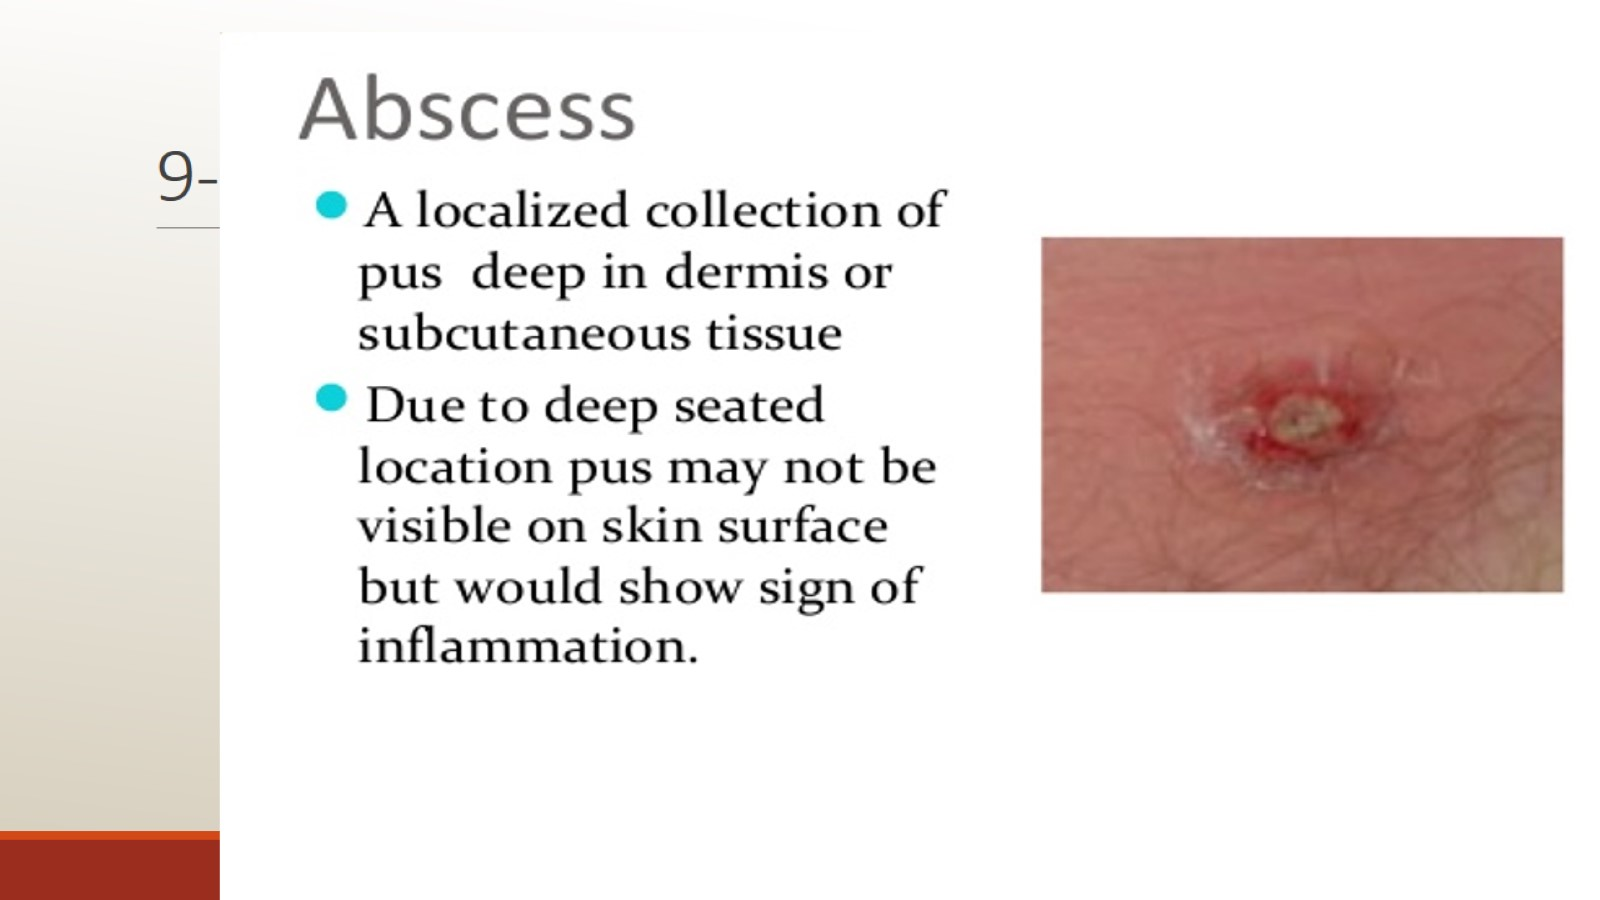 Abscess
9-
A localized collection of
pus deep in dermis or
subcutaneous tissue
Due to deep seated
location pus may not be
visible on skin surface
but would show sign of
inflammation.